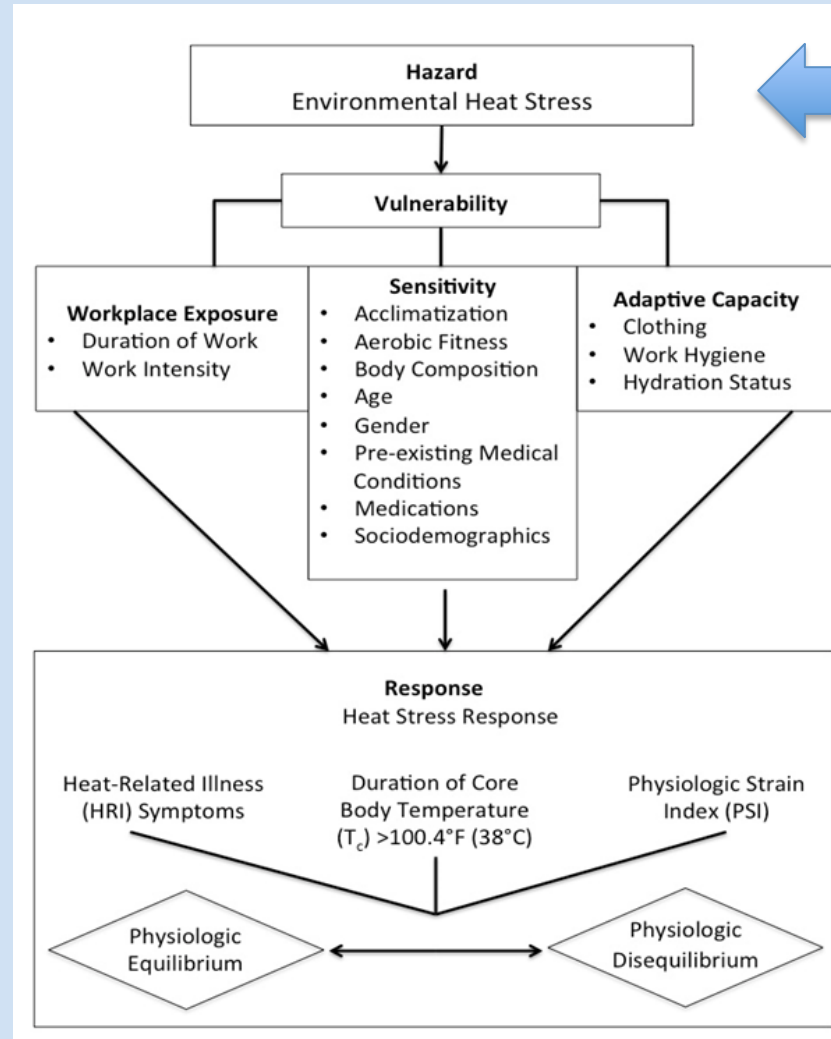 Hazard
Environmental Heat Stress
Vulnerability
Workplace Exposure
• Duration of Work
• Work Intensity
Sensitivity
• Acclimatization
• Aerobic Fitness
• Body Composition
• Age
• Gender
• Pre-existing Medical
Conditions
• Medications
• Sociodemographics
Adaptive Capacity
• Clothing
• Work Hygiene
• Hydration Status
Response
Heat Stress Response
Heat-Related Illness
(HRI) Symptoms
Duration of Core
Body Temperature
(Tc) >100.4°F (38°C)
Physiologic Strain
Index (PSI)
Physiologic
Equilibrium
Physiologic
Disequilibrium